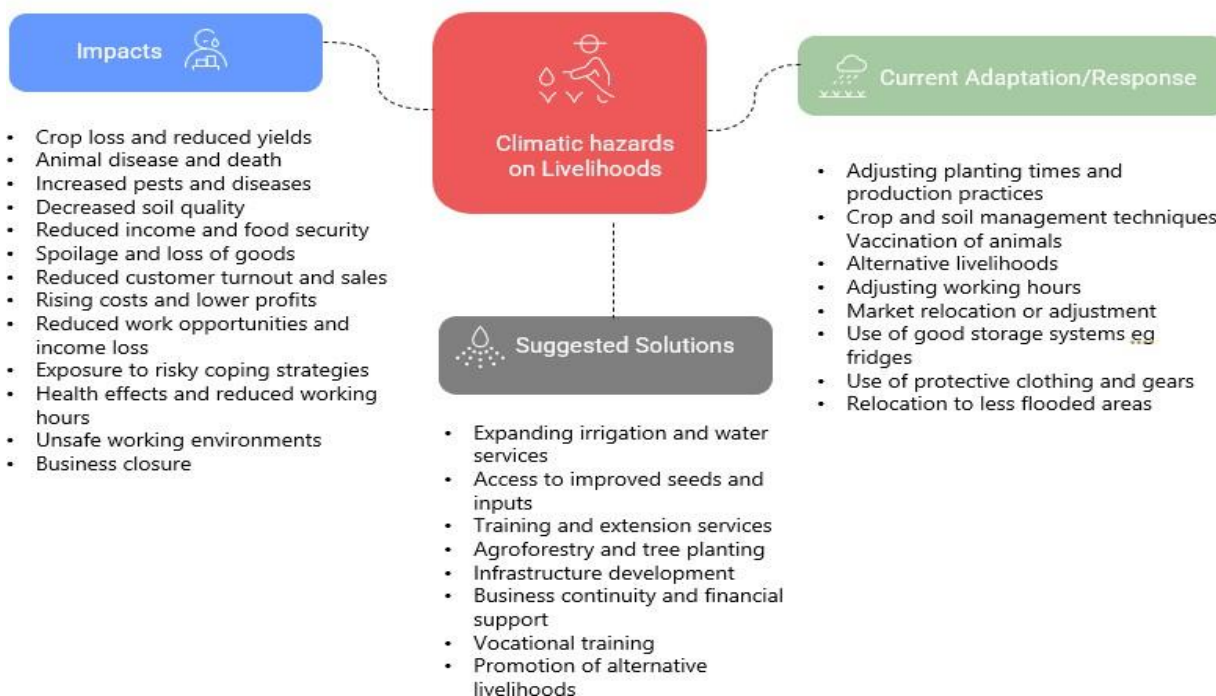 Impacts
• Crop loss and reduced yields
• Animal disease and death
• Increased pests and diseases
• Decreased soil quality
• Reduced income and food security
• Spoilage and loss of goods
• Reduced customer turnout and sales
• Rising costs and lower profits
• Reduced work opportunities and
income loss
• Exposure to risky coping strategies
• Health effects and reduced working
hours
• Unsafe working environments
• Business closure
Climatic hazards
on Livelihoods
Suggested Solutions
• Expanding irrigation and water
services
• Access to improved seeds and
inputs
• Training and extension services
• Agroforestry and tree planting
• Infrastructure development
• Business continuity and financial
support
• Vocational training
• Promotion of alternative
livelihoods
Current Adaptation/Response
• Adjusting planting times and
production practices
• Crop and soil management techniques
Vaccination of animals
• Alternative livelihoods
• Adjusting working hours
• Market relocation or adjustment
• Use of good storage systems eg
fridges
• Use of protective clothing and gears
• Relocation to less flooded areas